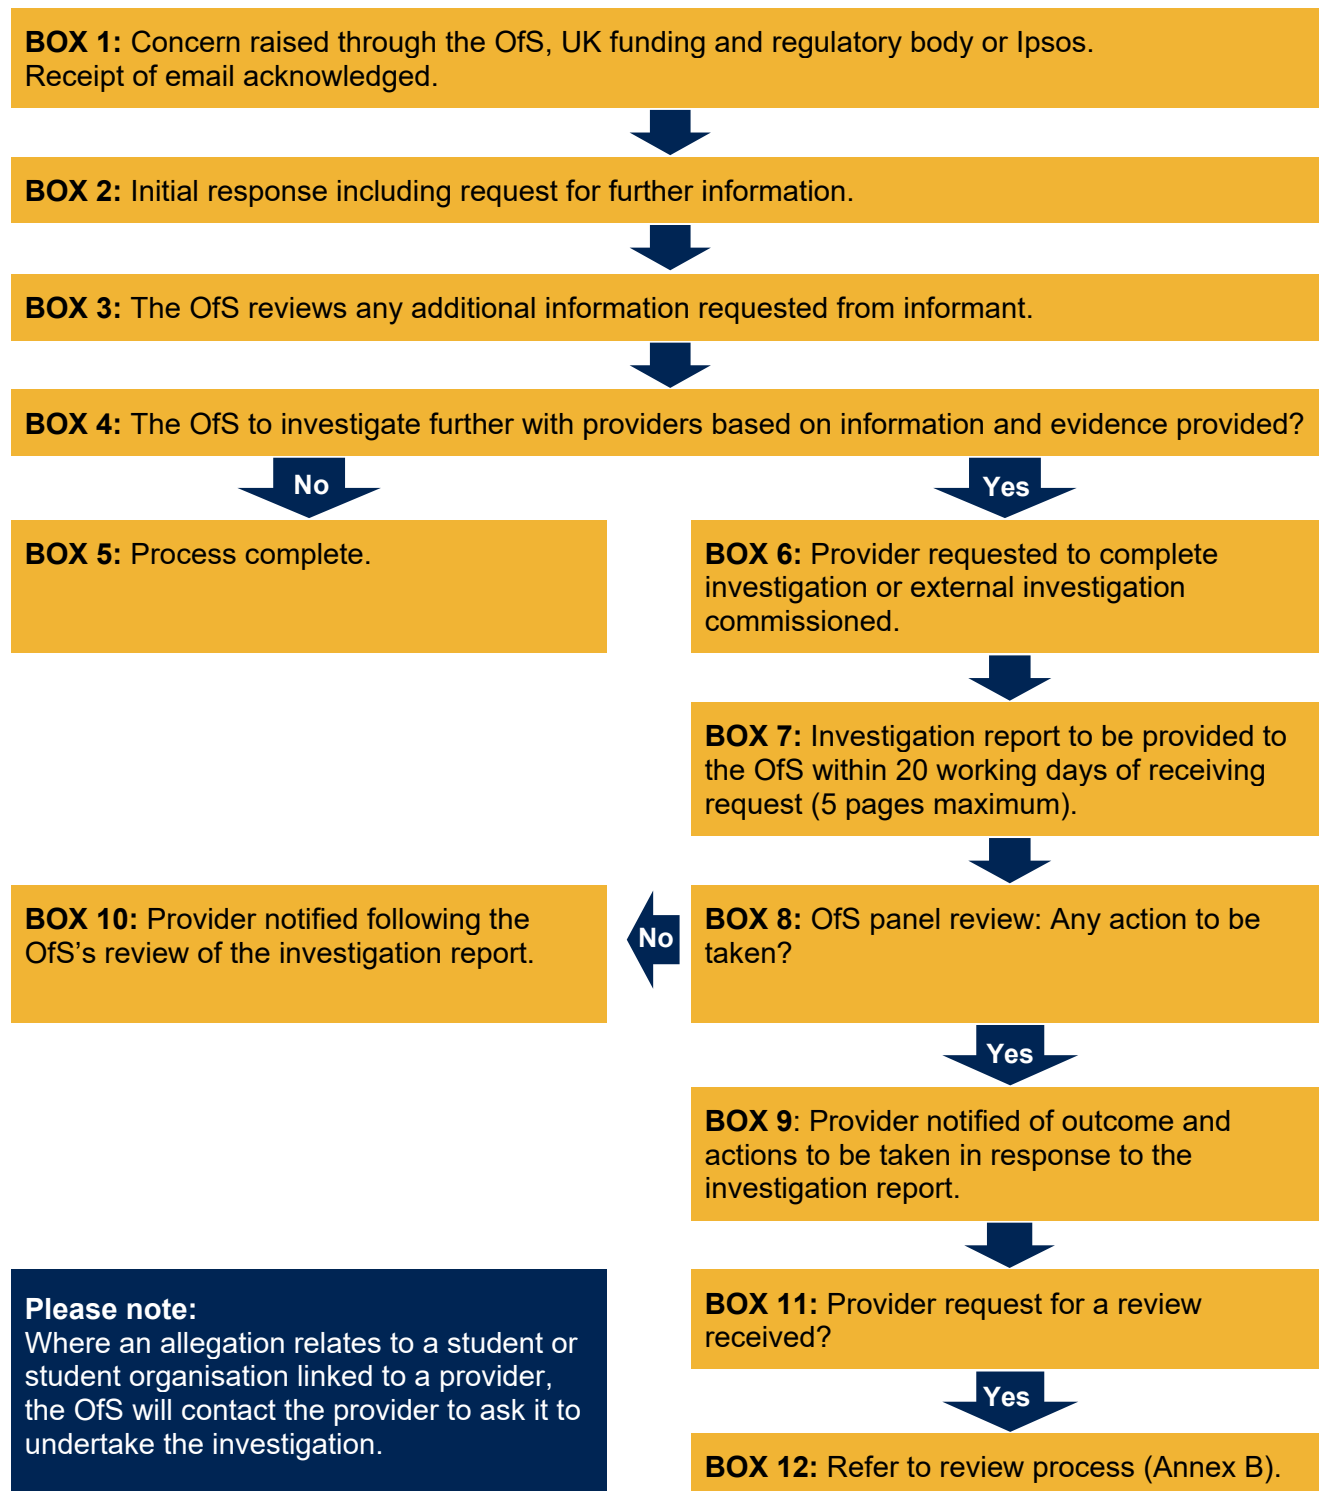 BOX 1: Concern raised through the OfS, UK funding and regulatory body or Ipsos.
Receipt of email acknowledged.
BOX 2: Initial response including request for further information.
BOX 3: The OfS reviews any additional information requested from informant.
BOX 4: The OfS to investigate further with providers based on information and evidence provided?
No
Yes
BOX 5: Process complete.
BOX 6: Provider requested to complete
investigation or external investigation
commissioned.
BOX 7: Investigation report to be provided to
the OfS within 20 working days of receiving
request (5 pages maximum).
BOX 8: OfS panel review: Any action to be
taken?
No
BOX 10: Provider notified following the
OfS’s review of the investigation report.
Yes
BOX 9: Provider notified of outcome and
actions to be taken in response to the
investigation report.
BOX 11: Provider request for a review
received?
Yes
BOX 12: Refer to review process (Annex B).
Please note:
Where an allegation relates to a student or
student organisation linked to a provider,
the OfS will contact the provider to ask it to
undertake the investigation.